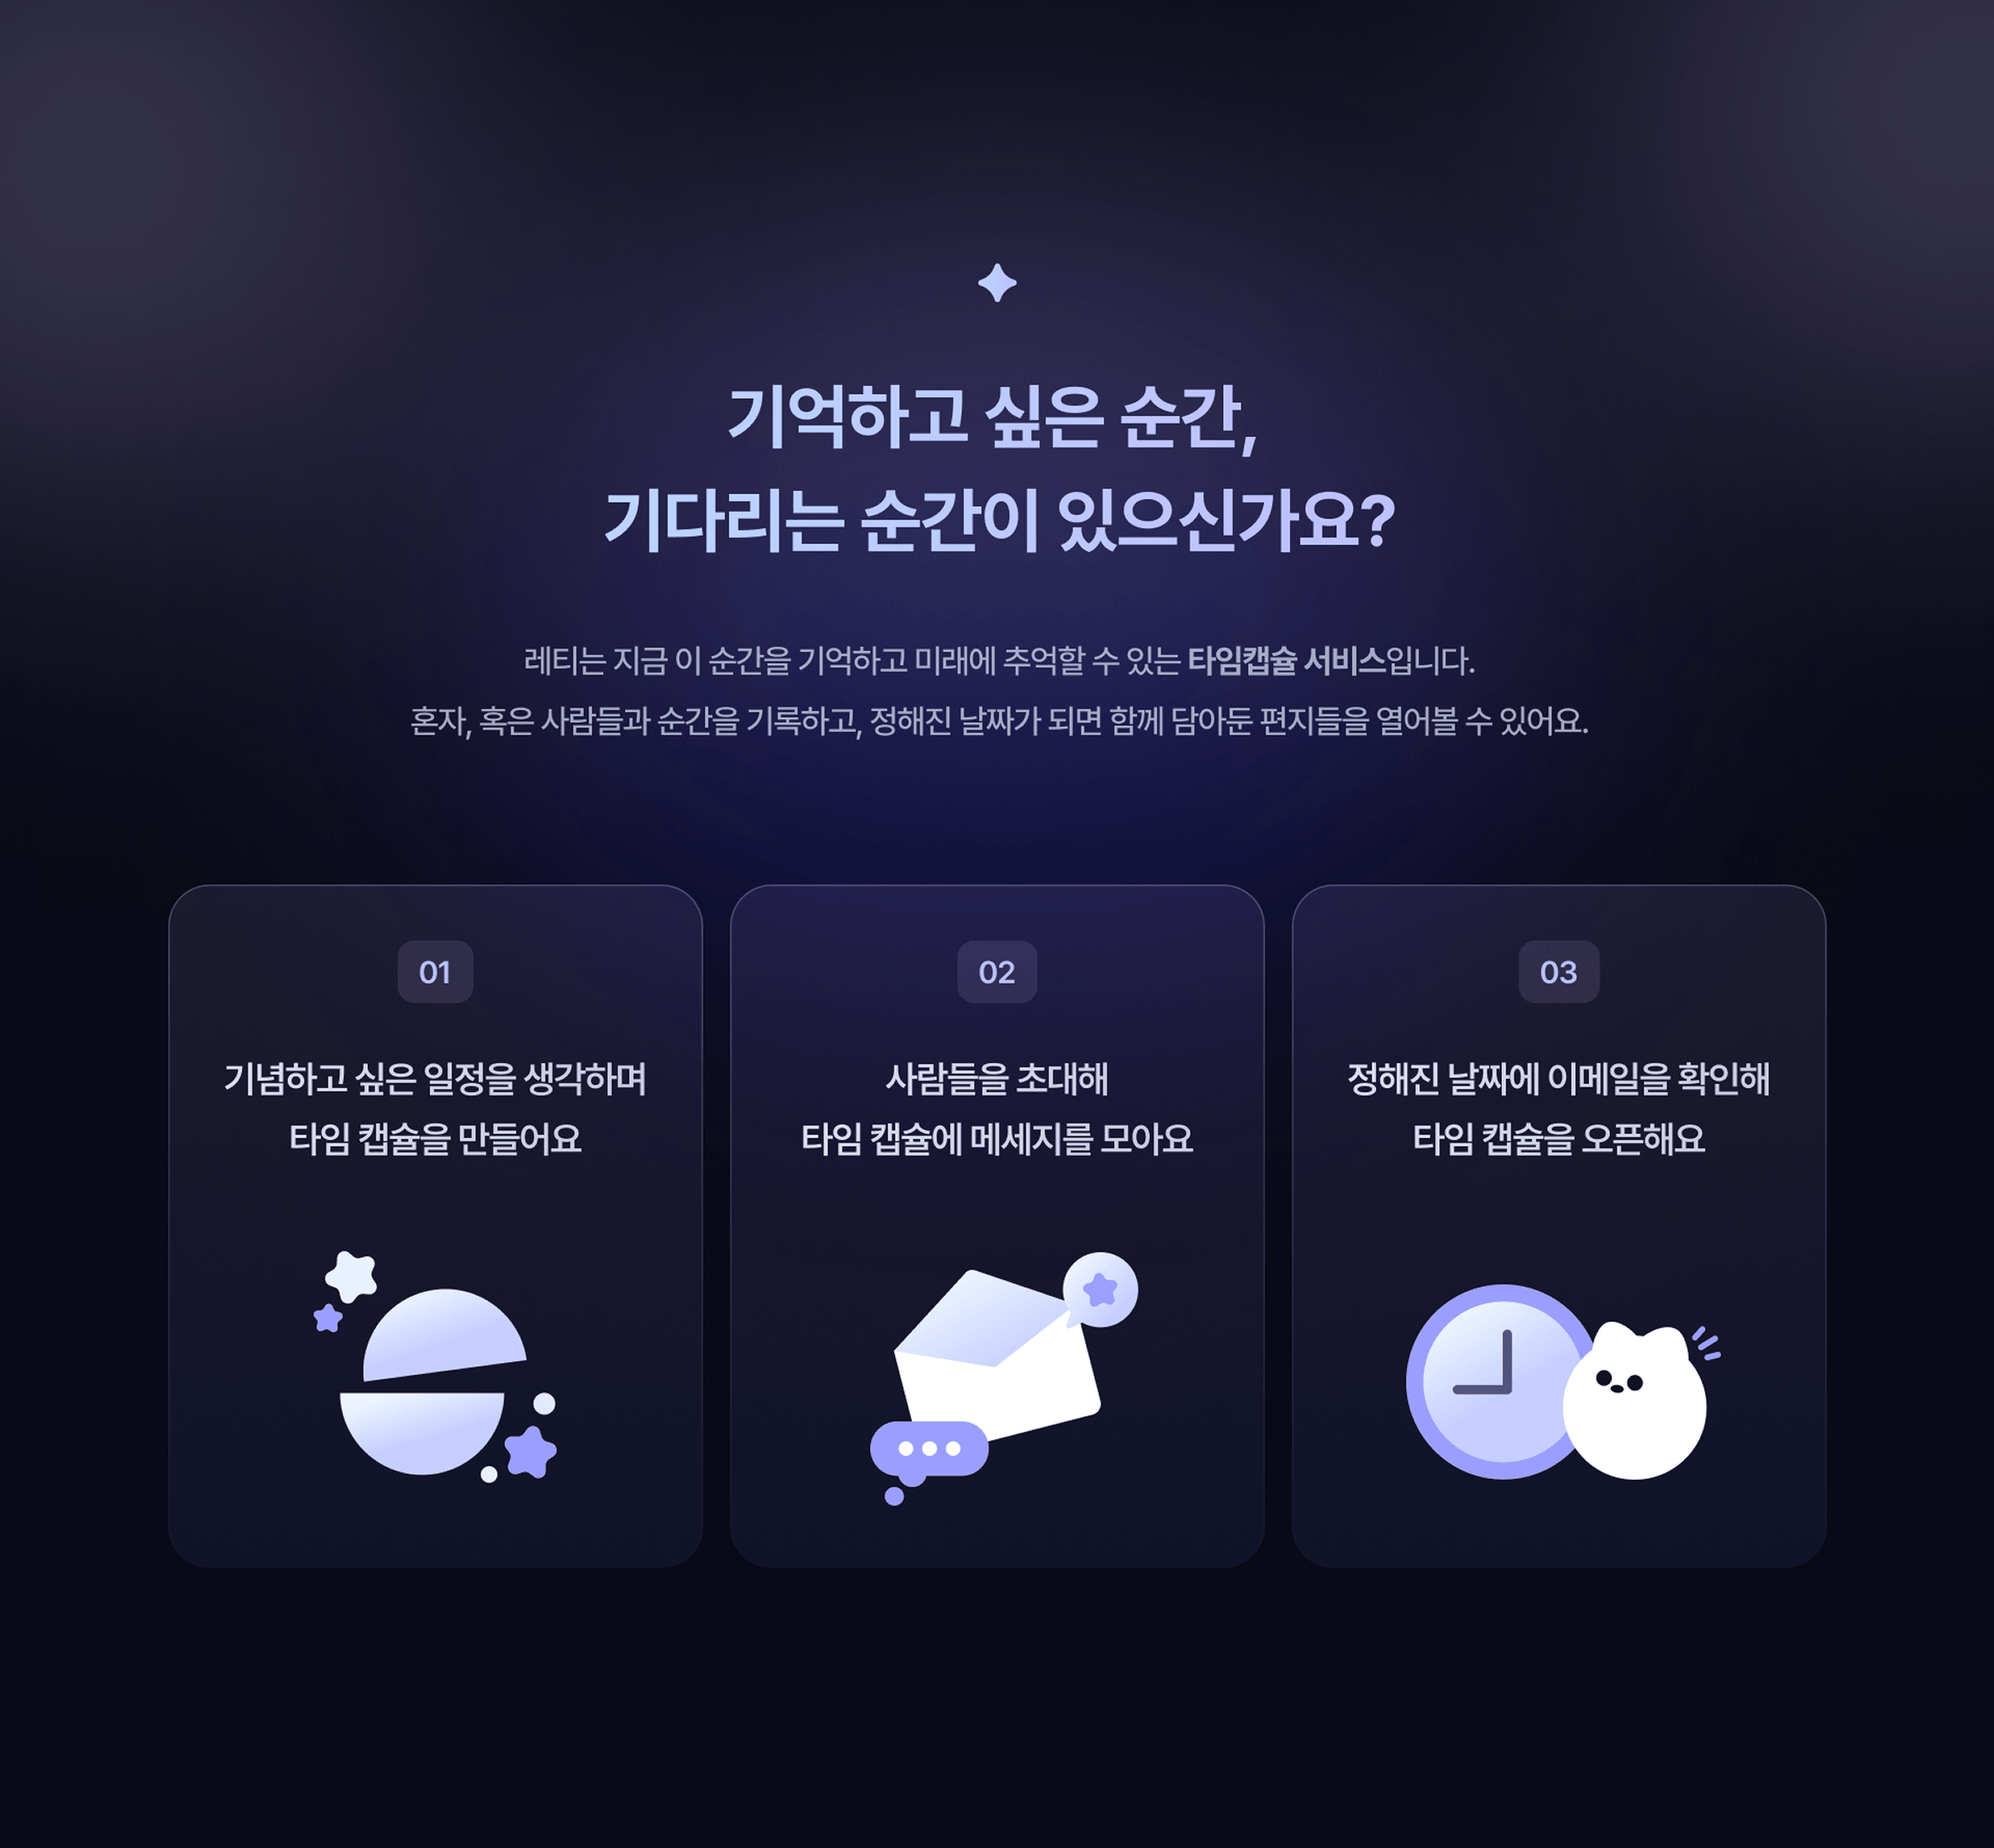 기억하고 싶은 순간,
기다리는 순간이 있으신가요?
레티는 지금 이 순간을 기억하고 미래에 추억할 수 있는 타임캡슐 서비스입니다.
혼자, 혹은 사람들과 순간을 기록하고, 정해진 날짜가 되면 함께 담아둔 편지들을 열어볼 수 있어요.
01
기념하고 싶은 일정을 생각하며
타임 캡슐을 만들어요
02
사람들을 초대해
타임 캡슐에 메세지를 모아요
03
정해진 날짜에 이메일을 확인해
타임 캡슐을 오픈해요